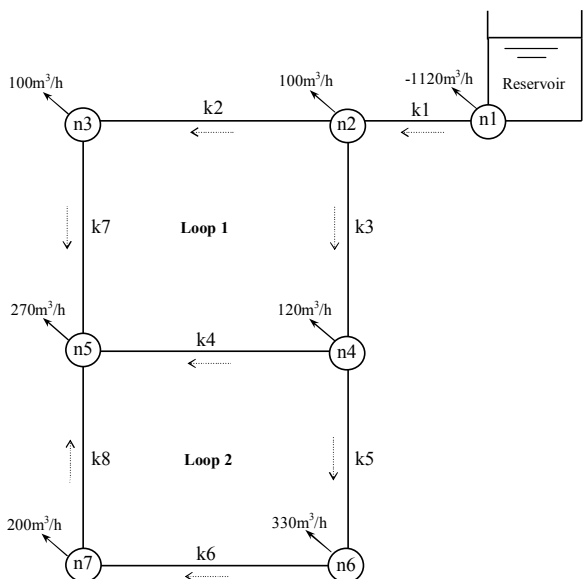 100m³/h
100m³/h
-1120m³/h
Reservoir
k2
k1
n3
n2
n1
k7
Loop 1
k3
270m³/h
120m³/h
k4
n5
n4
k8
Loop 2
k5
200m³/h
330m³/h
k6
n7
n6